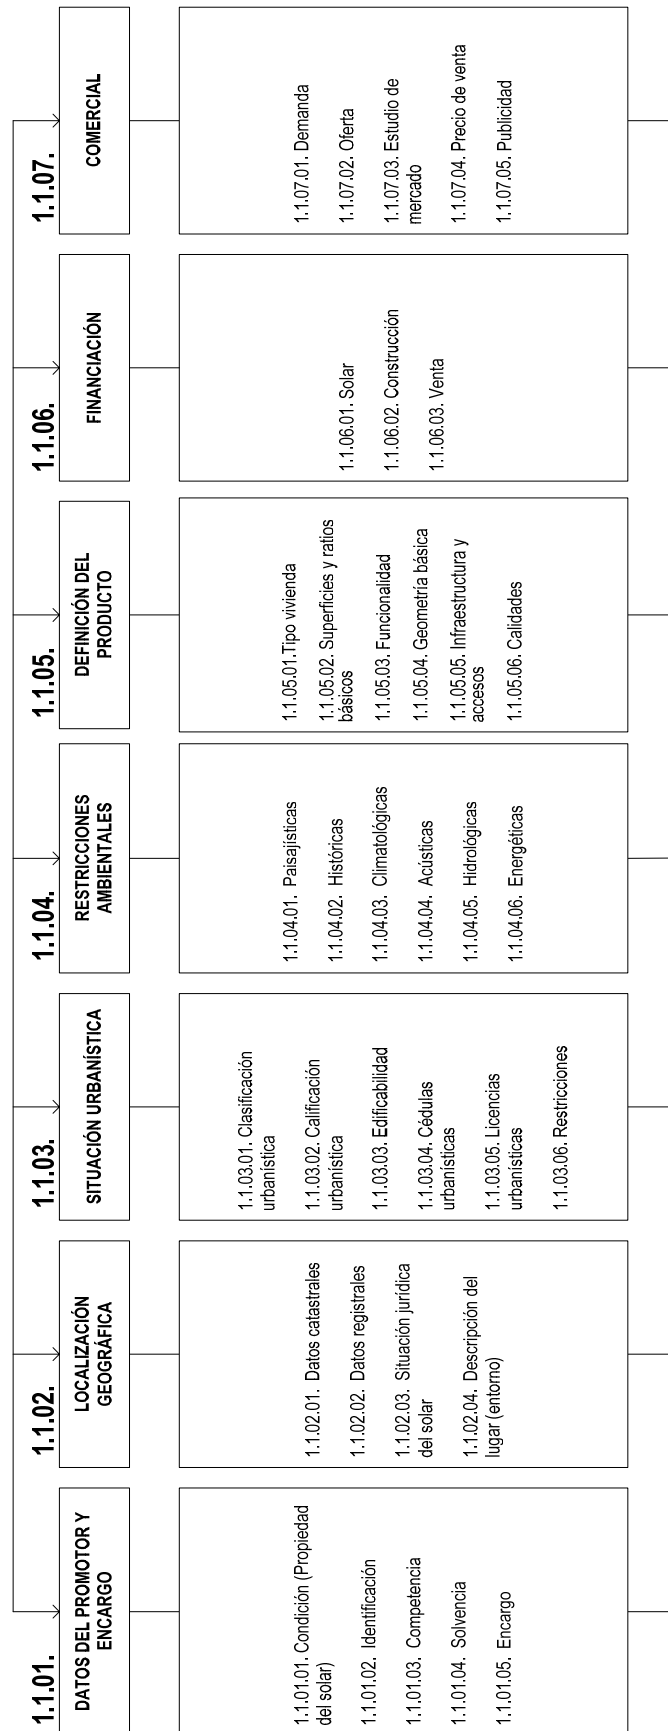 1.1.01.
DATOS DEL PROMOTOR Y
ENCARGO
1.1.01.01. Condición (Propiedad
del solar)
1.1.01.02. Identificación
1.1.01.03. Competencia
1.1.01.04. Solvencia
1.1.01.05. Encargo
1.1.02.
LOCALIZACIÓN
GEOGRÁFICA
1.1.02.01. Datos catastrales
1.1.02.02. Datos registrales
1.1.02.03. Situación jurídica
del solar
1.1.02.04. Descripción del
lugar (entorno)
1.1.03.
SITUACIÓN URBANÍSTICA
1.1.03.01. Clasificación
urbanística
1.1.03.02. Calificación
urbanística
1.1.03.03. Edificabilidad
1.1.03.04. Cédulas
urbanísticas
1.1.03.05. Licencias
urbanísticas
1.1.03.06. Restricciones
1.1.04.
RESTRICCIONES
AMBIENTALES
1.1.04.01. Paisajísticas
1.1.04.02. Históricas
1.1.04.03. Climatológicas
1.1.04.04. Acústicas
1.1.04.05. Hidrológicas
1.1.04.06. Energéticas
1.1.05.
DEFINICIÓN DEL
PRODUCTO
1.1.05.01.Tipo vivienda
1.1.05.02. Superficies y ratios
básicos
1.1.05.03. Funcionalidad
1.1.05.04. Geometría básica
1.1.05.05. Infraestructura y
accesos
1.1.05.06. Calidades
1.1.06.
FINANCIACIÓN
1.1.06.01. Solar
1.1.06.02. Construcción
1.1.06.03. Venta
1.1.07.
COMERCIAL
1.1.07.01. Demanda
1.1.07.02. Oferta
1.1.07.03. Estudio de
mercado
1.1.07.04. Precio de venta
1.1.07.05. Publicidad